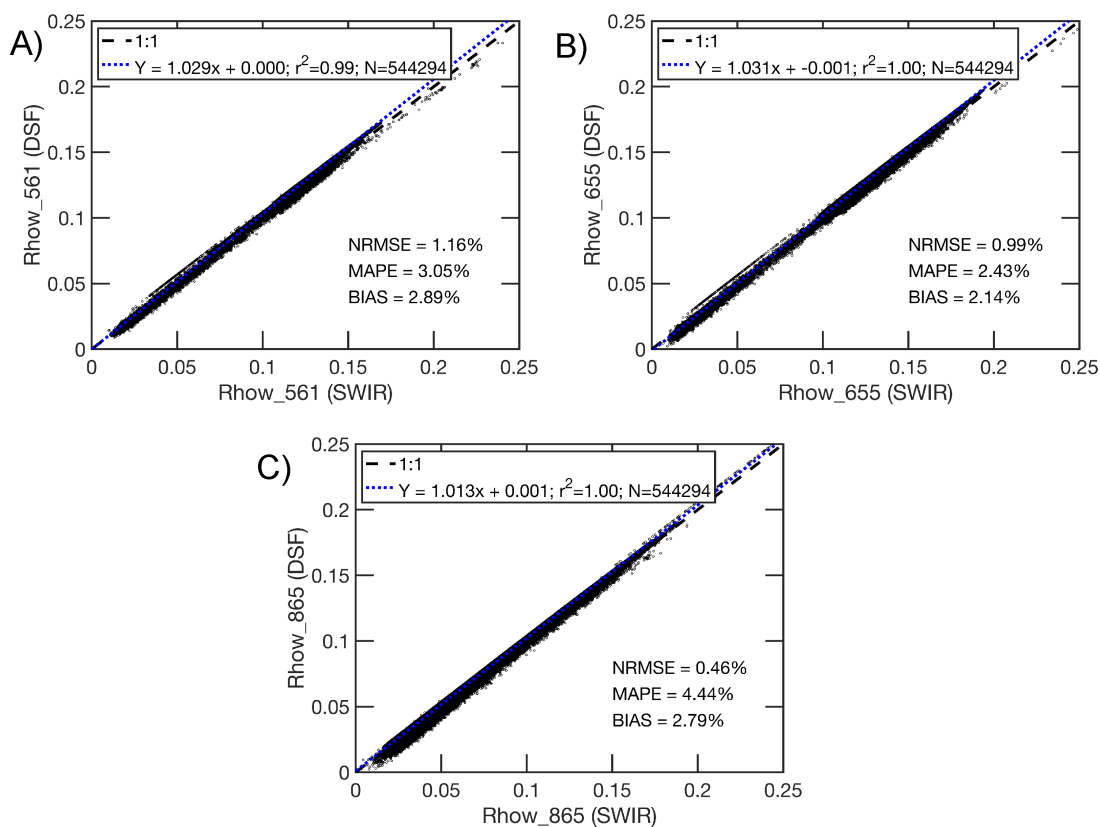 A)
0.25
0.2
0.15
0.1
0.05
0
Rhow_561 (DSF)
1:1
Y = 1.029x + 0.000; r²=0.99; N=544294
NRMSE = 1.16%
MAPE = 3.05%
BIAS = 2.89%
0 0.05 0.1 0.15 0.2 0.25
Rhow_561 (SWIR)
B)
0.25
0.2
0.15
0.1
0.05
0
Rhow_655 (DSF)
1:1
Y = 1.031x + -0.001; r²=1.00; N=544294
NRMSE = 0.99%
MAPE = 2.43%
BIAS = 2.14%
0 0.05 0.1 0.15 0.2 0.25
Rhow_655 (SWIR)
C)
0.25
0.2
0.15
0.1
0.05
0
Rhow_865 (DSF)
1:1
Y = 1.013x + 0.001; r²=1.00; N=544294
NRMSE = 0.46%
MAPE = 4.44%
BIAS = 2.79%
0 0.05 0.1 0.15 0.2 0.25
Rhow_865 (SWIR)